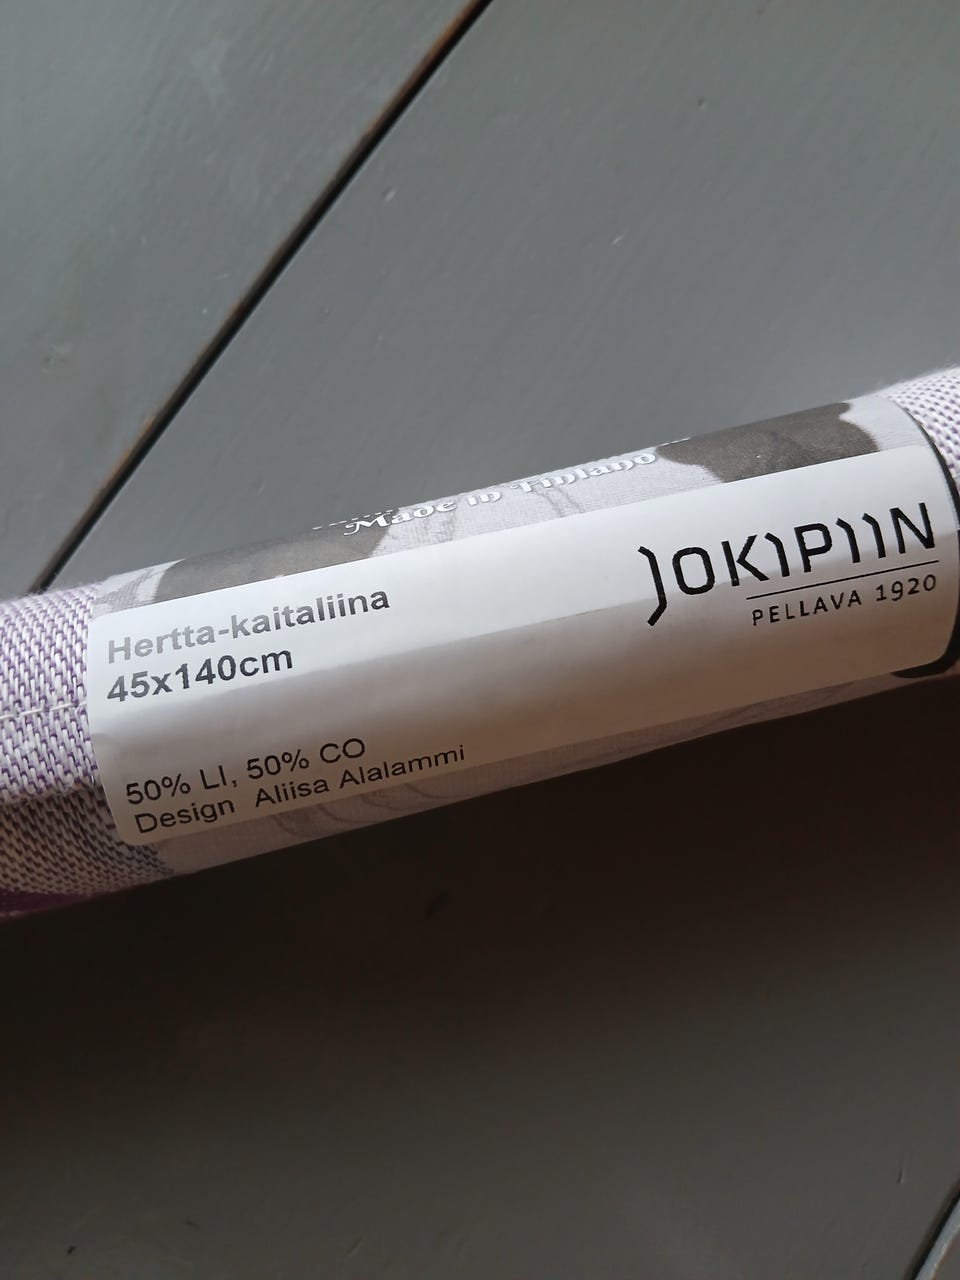 Made in Finland
Hertta-kaitaliina
45x140cm
JOKIPIIN
PELLAVA 1920
50% LI, 50% CO
Design Aliisa Alalammi